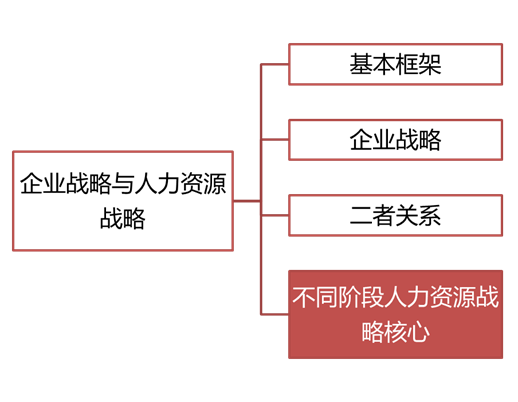 企业战略与人力资源
战略
基本框架
企业战略
二者关系
不同阶段人力资源战
略核心